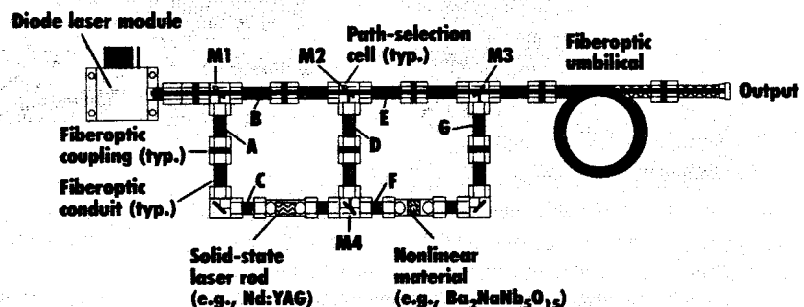 Diode laser module
M1
M2
Path-selection
cell (typ.)
M3
Fiberoptic
umbilical
Output
B
E
Fiberoptic
coupling (typ.)
A
D
G
Fiberoptic
conduit (typ.)
C
F
M4
Solid-state
laser rod
(e.g., Nd:YAG)
Nonlinear
material
(e.g., Ba2NaNb5O15)